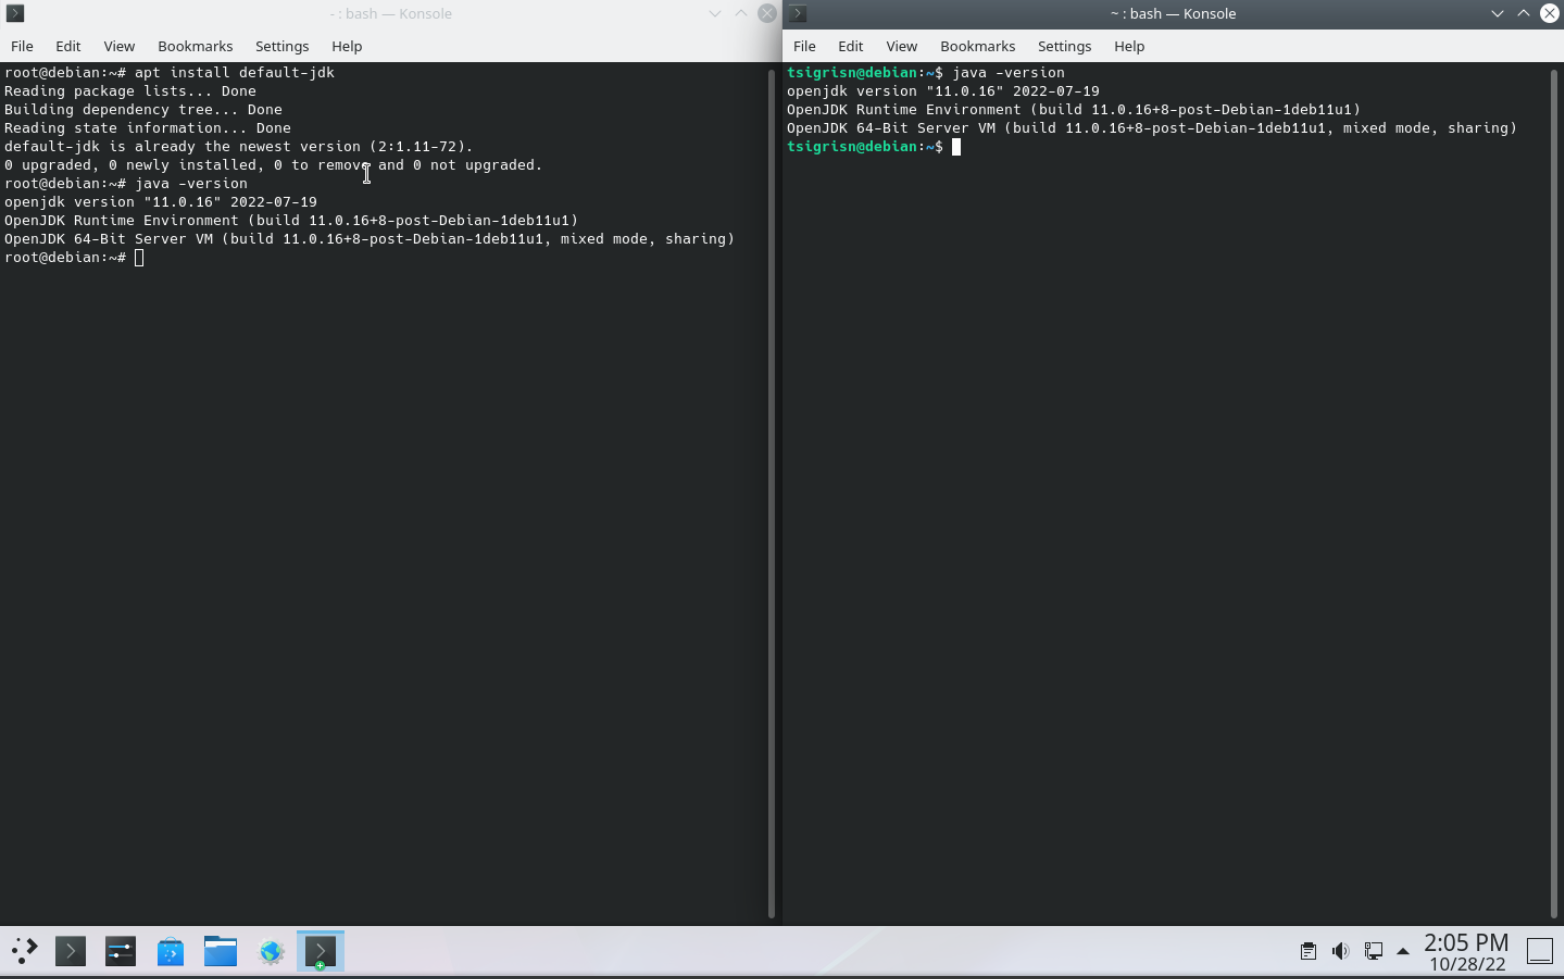 - : bash — Konsole
File Edit View Bookmarks Settings Help
root@debian:~# apt install default-jdk
Reading package lists... Done
Building dependency tree... Done
Reading state information... Done
default-jdk is already the newest version (2:1.11-72).
0 upgraded, 0 newly installed, 0 to remove and 0 not upgraded.
root@debian:~# java -version
openjdk version "11.0.16" 2022-07-19
OpenJDK Runtime Environment (build 11.0.16+8-post-Debian-1deb11u1)
OpenJDK 64-Bit Server VM (build 11.0.16+8-post-Debian-1deb11u1, mixed mode, sharing)
root@debian:~#
~ : bash — Konsole
File Edit View Bookmarks Settings Help
tsigrisn@debian:~$ java -version
openjdk version "11.0.16" 2022-07-19
OpenJDK Runtime Environment (build 11.0.16+8-post-Debian-1deb11u1)
OpenJDK 64-Bit Server VM (build 11.0.16+8-post-Debian-1deb11u1, mixed mode, sharing)
tsigrisn@debian:~$
2:05 PM
10/28/22